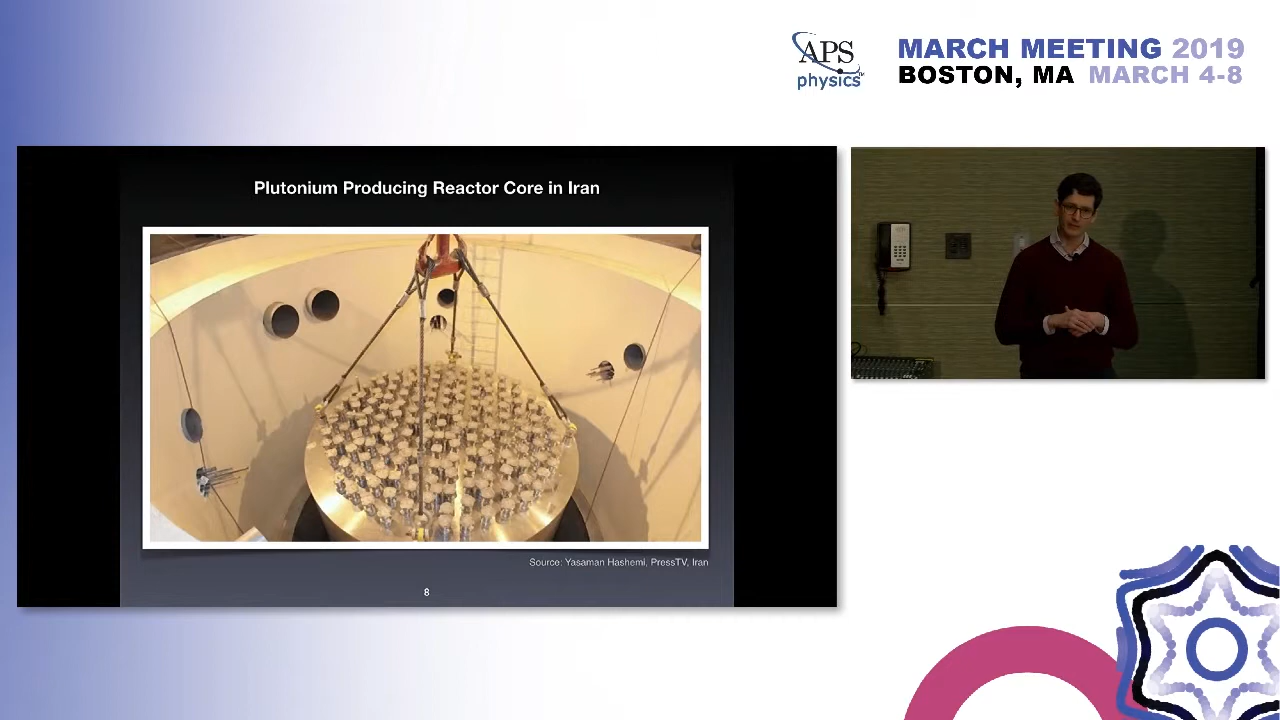 APS
physics
MARCH MEETING 2019
BOSTON, MA MARCH 4-8
Plutonium Producing Reactor Core in Iran
Source: Yasaman Hashemi, PressTV, Iran
8